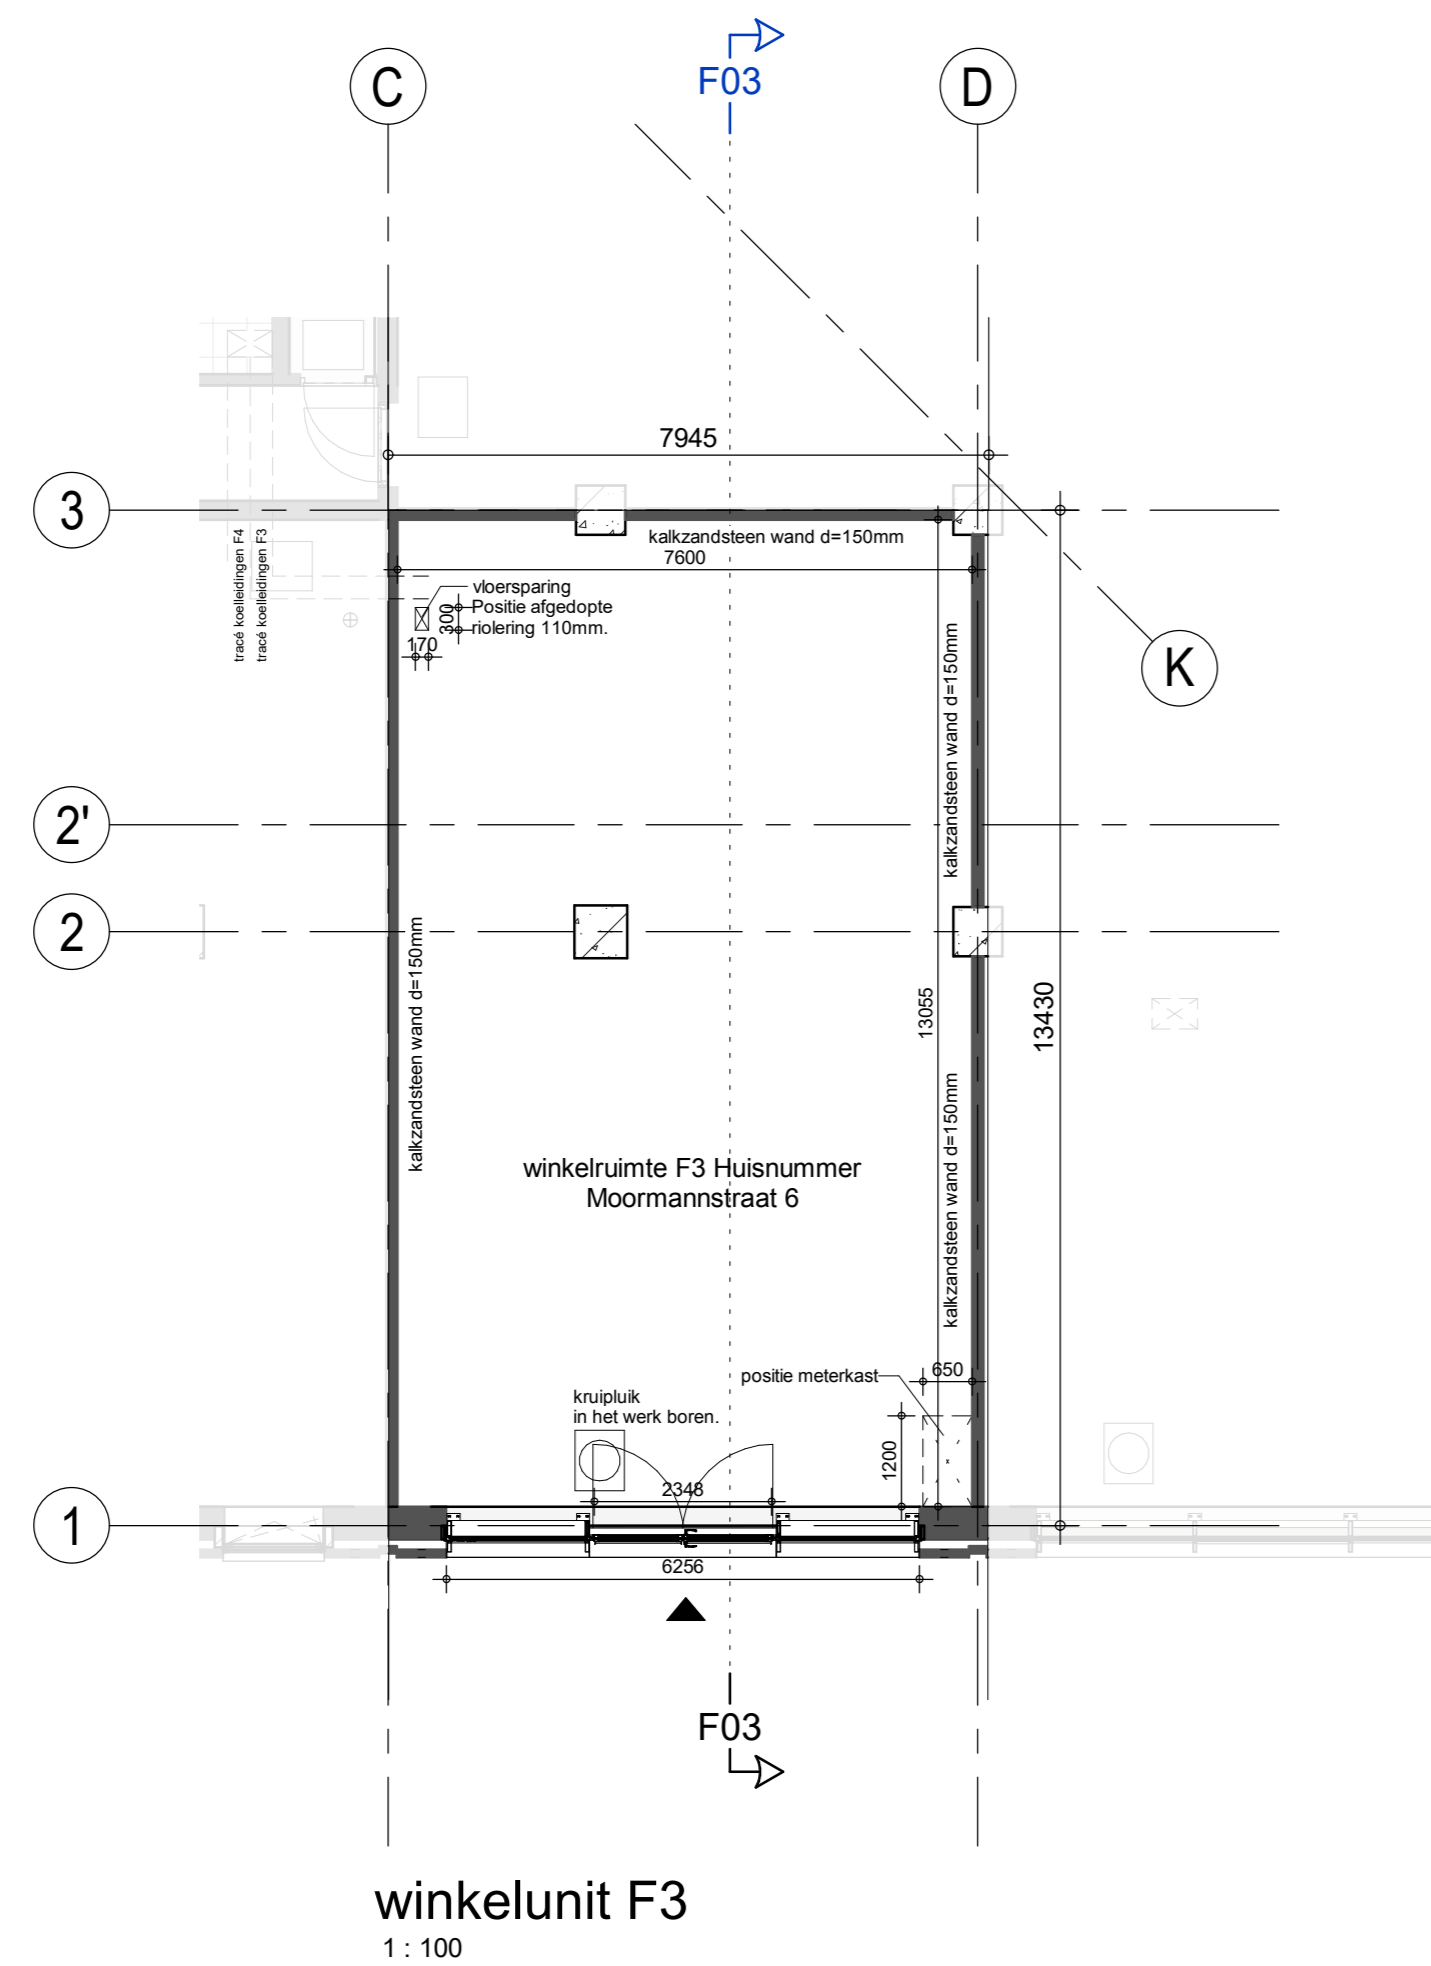 F03
C
D
7945
3
kalkzandsteen wand d=150mm
7600
tracé koelleidingen F4
tracé koelleidingen F3
vloersparing
Positie afgedopte
riolering 110mm.
300
170
kalkzandsteen wand d=150mm
K
2'
2
kalkzandsteen wand d=150mm
13055
13430
kalkzandsteen wand d=150mm
winkelruimte F3 Huisnummer
Moormannstraat 6
positie meterkast
650
kruipluik
in het werk boren.
1200
2348
1
6256
F03
winkelunit F3
1 : 100